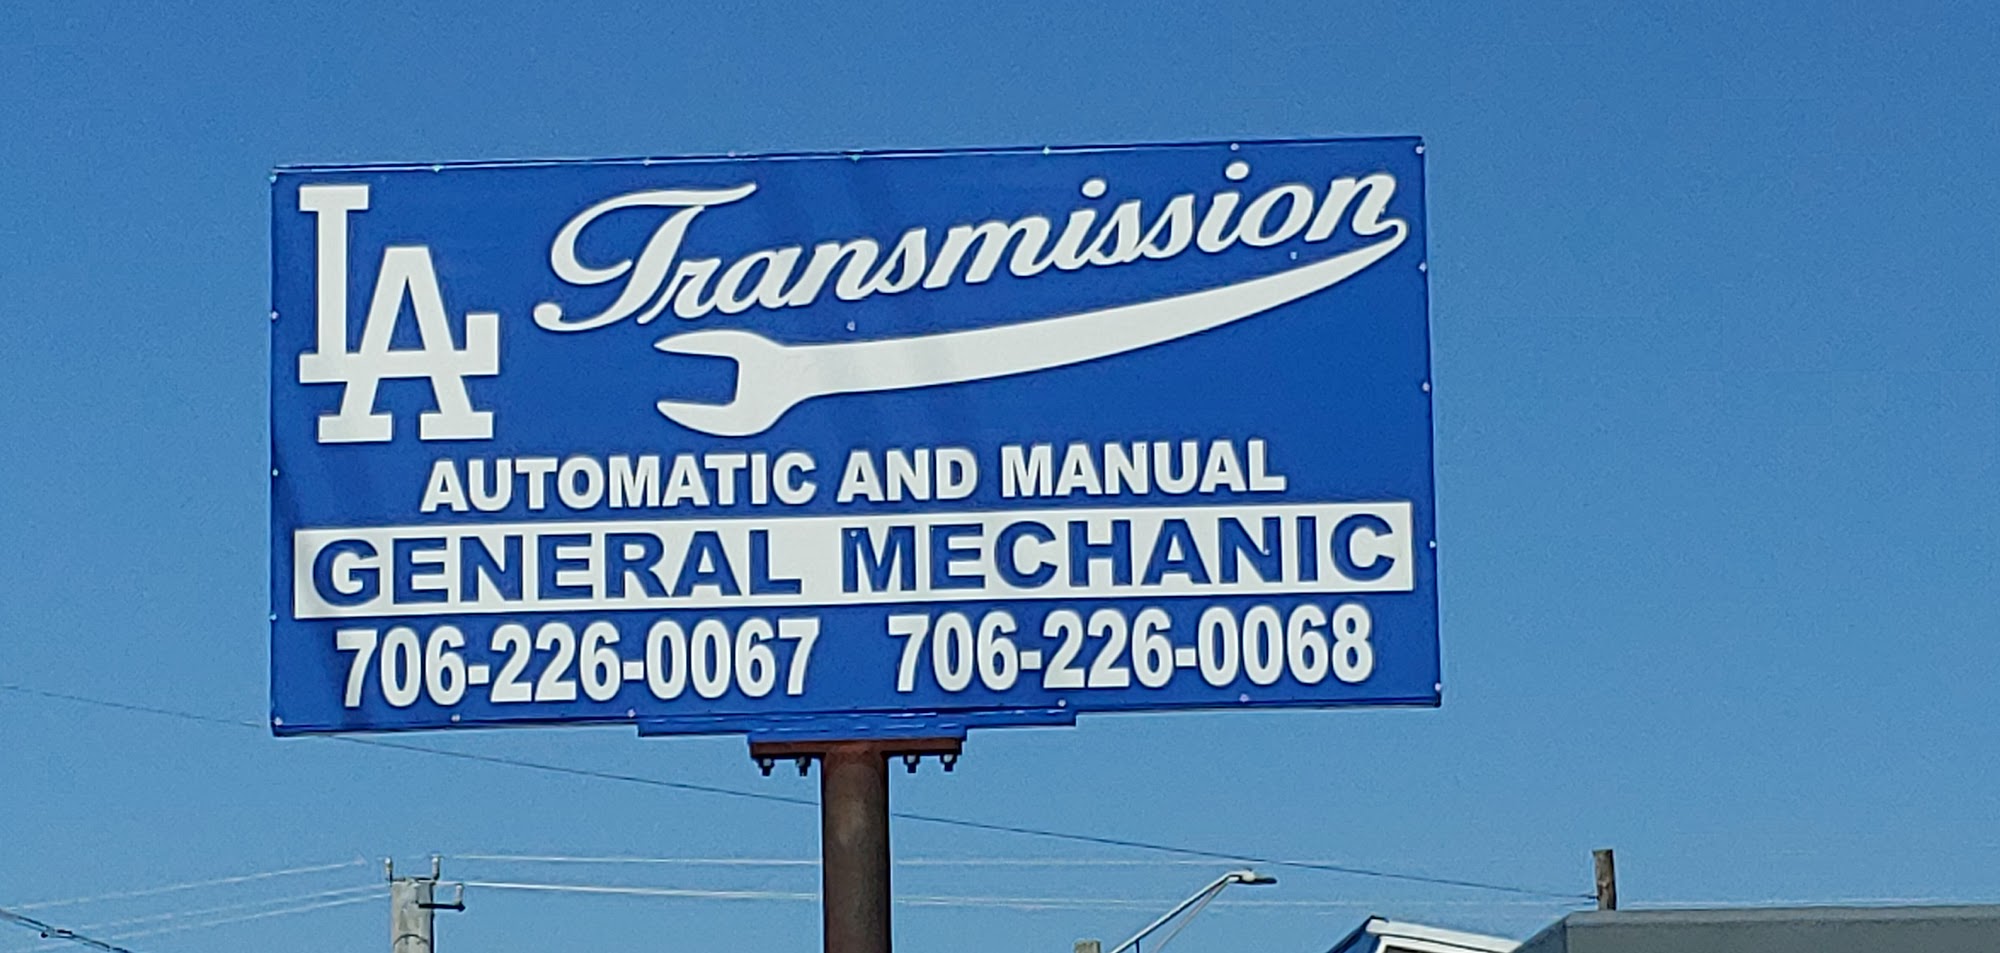 LA Transmission
AUTOMATIC AND MANUAL
GENERAL MECHANIC
706-226-0067 706-226-0068